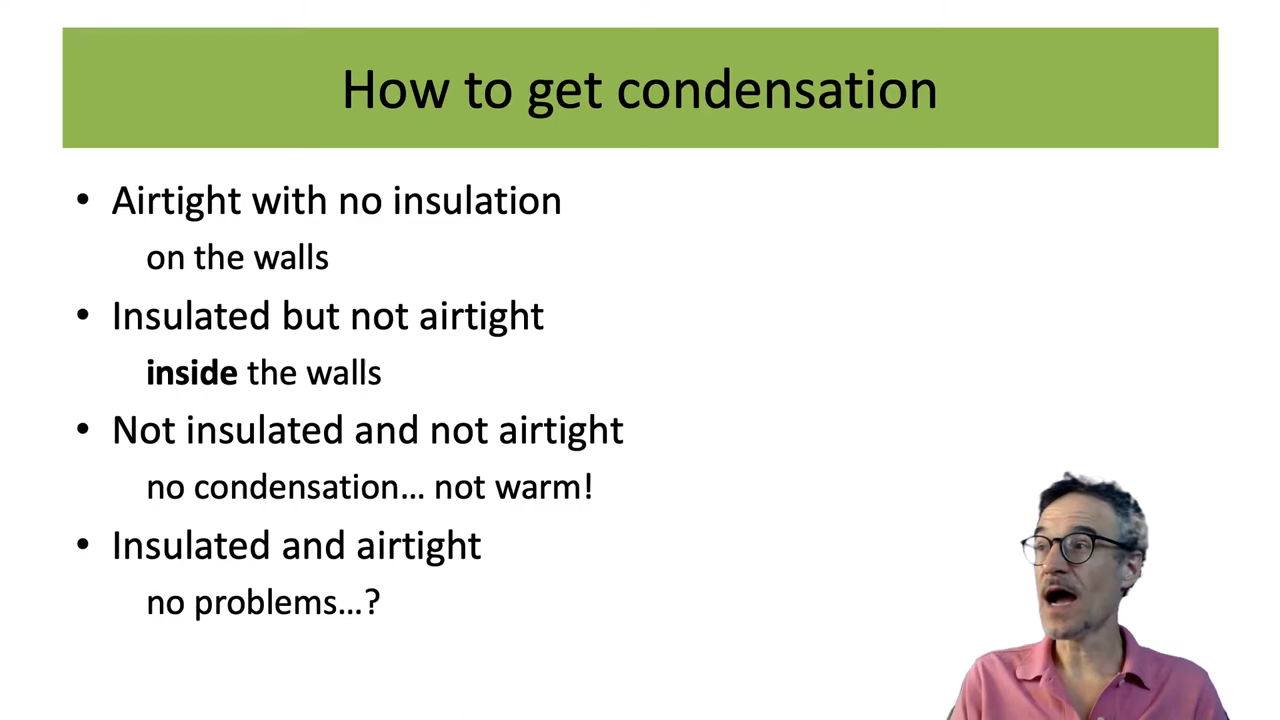 How to get condensation
• Airtight with no insulation
on the walls
• Insulated but not airtight
inside the walls
• Not insulated and not airtight
no condensation… not warm!
• Insulated and airtight
no problems…?